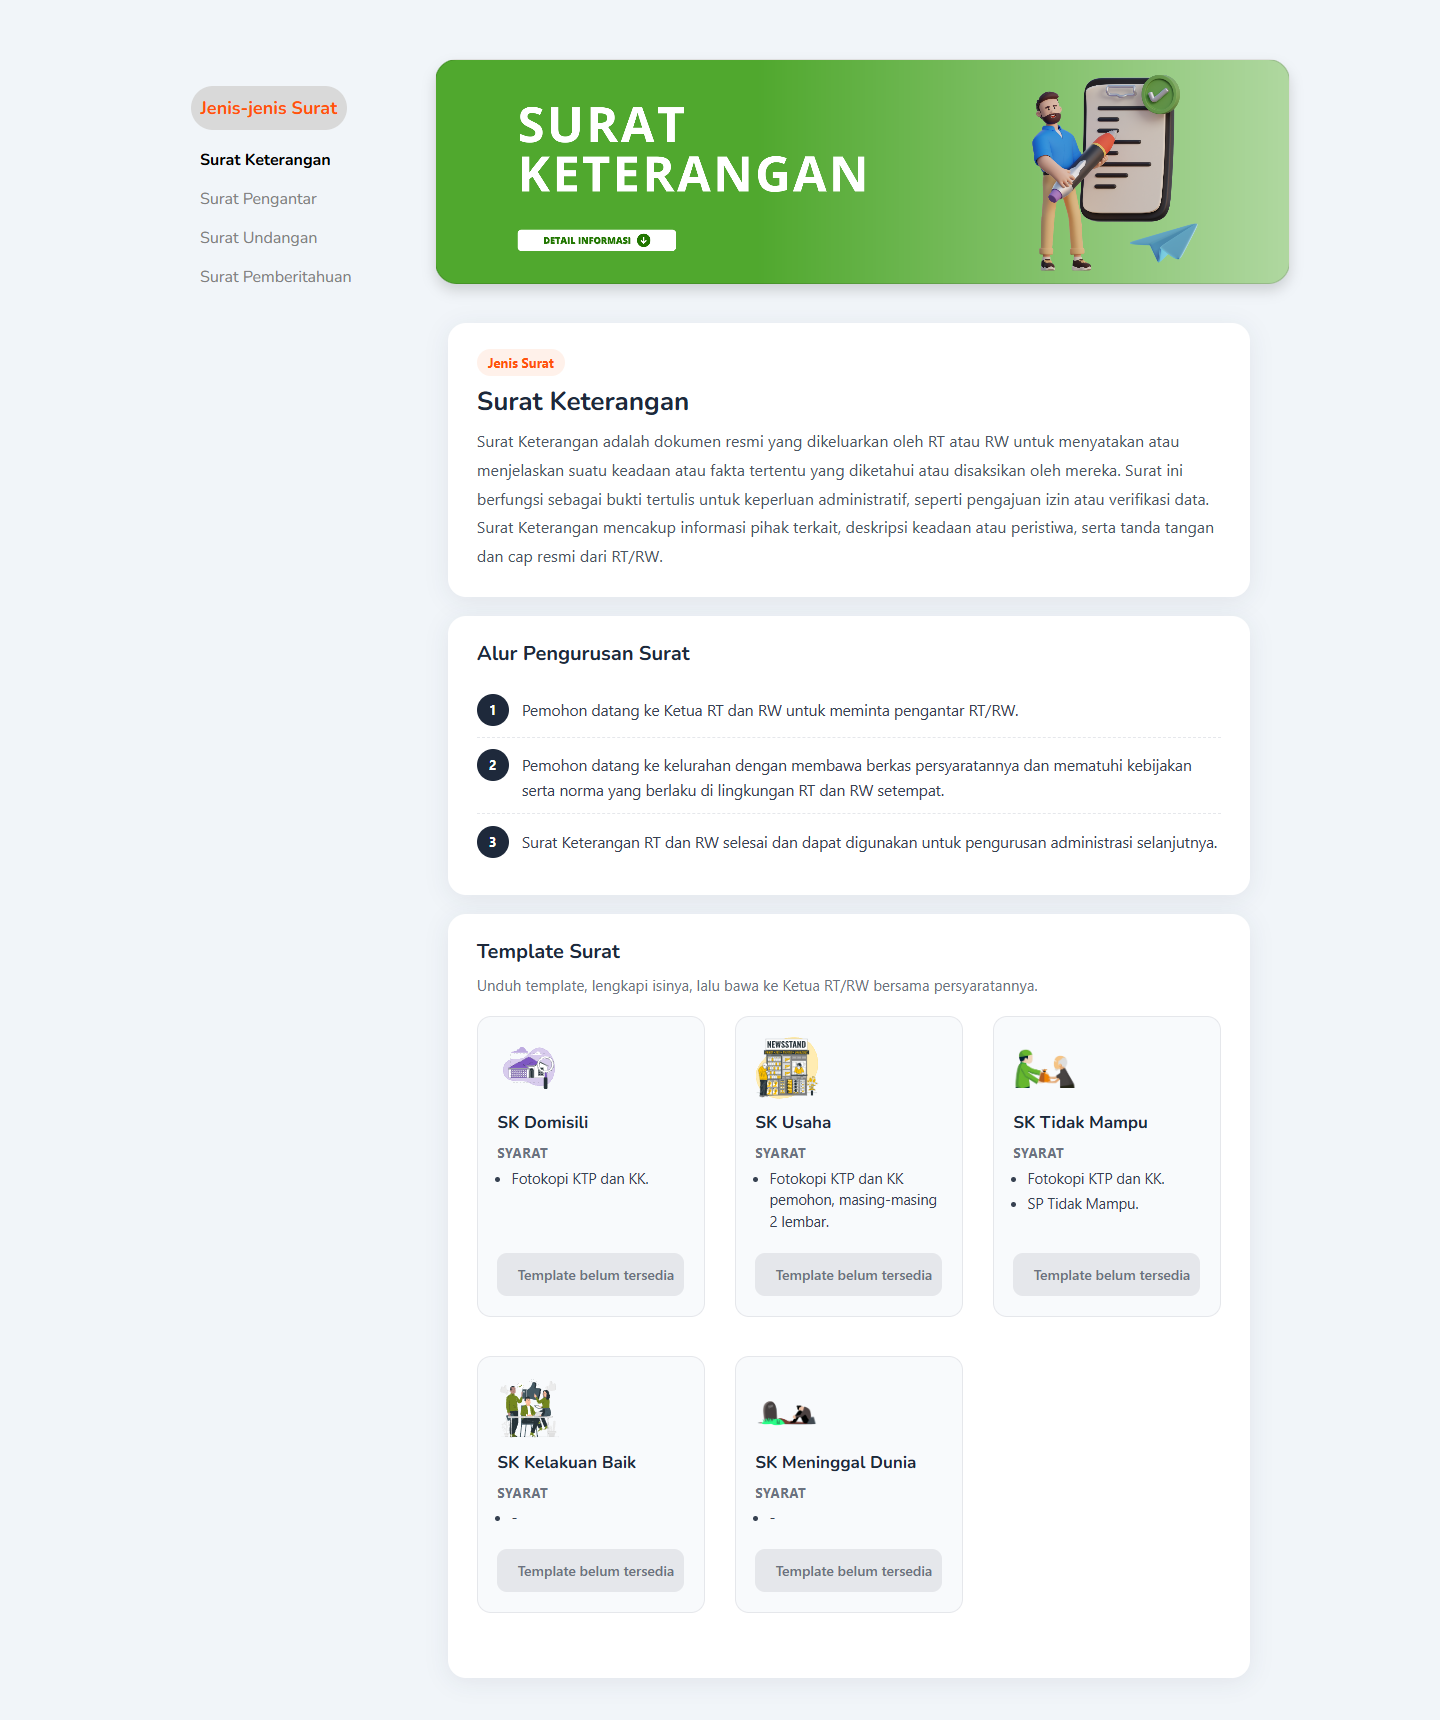 Jenis-jenis Surat
Surat Keterangan
Surat Pengantar
Surat Undangan
Surat Pemberitahuan
SURAT
KETERANGAN
DETAIL INFORMASI
Jenis Surat
Surat Keterangan
Surat Keterangan adalah dokumen resmi yang dikeluarkan oleh RT atau RW untuk menyatakan atau
menjelaskan suatu keadaan atau fakta tertentu yang diketahui atau disaksikan oleh mereka. Surat ini
berfungsi sebagai bukti tertulis untuk keperluan administratif, seperti pengajuan izin atau verifikasi data.
Surat Keterangan mencakup informasi pihak terkait, deskripsi keadaan atau peristiwa, serta tanda tangan
dan cap resmi dari RT/RW.
Alur Pengurusan Surat
1 Pemohon datang ke Ketua RT dan RW untuk meminta pengantar RT/RW.
2 Pemohon datang ke kelurahan dengan membawa berkas persyaratannya dan mematuhi kebijakan
serta norma yang berlaku di lingkungan RT dan RW setempat.
3 Surat Keterangan RT dan RW selesai dan dapat digunakan untuk pengurusan administrasi selanjutnya.
Template Surat
Unduh template, lengkapi isinya, lalu bawa ke Ketua RT/RW bersama persyaratannya.
SK Domisili
SYARAT
• Fotokopi KTP dan KK.
Template belum tersedia
NEWSSTAND
SK Usaha
SYARAT
• Fotokopi KTP dan KK
pemohon, masing-masing
2 lembar.
Template belum tersedia
SK Tidak Mampu
SYARAT
• Fotokopi KTP dan KK.
• SP Tidak Mampu.
Template belum tersedia
SK Kelakuan Baik
SYARAT
• -
Template belum tersedia
SK Meninggal Dunia
SYARAT
• -
Template belum tersedia